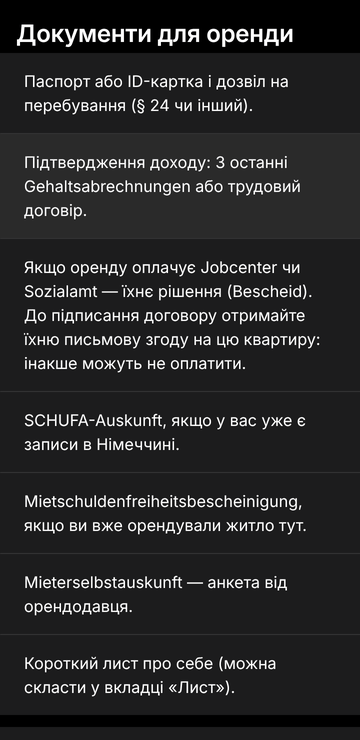 Документи для оренди
Паспорт або ID-картка і дозвіл на
перебування (§ 24 чи інший).
Підтвердження доходу: 3 останні
Gehaltsabrechnungen або трудовий
договір.
Якщо оренду оплачує Jobcenter чи
Sozialamt — їхнє рішення (Bescheid).
До підписання договору отримайте
їхню письмову згоду на цю квартиру:
інакше можуть не оплатити.
SCHUFA-Auskunft, якщо у вас уже є
записи в Німеччині.
Mietschuldenfreiheitsbescheinigung,
якщо ви вже орендували житло тут.
Mieterselbstauskunft — анкета від
орендодавця.
Короткий лист про себе (можна
скласти у вкладці «Лист»).